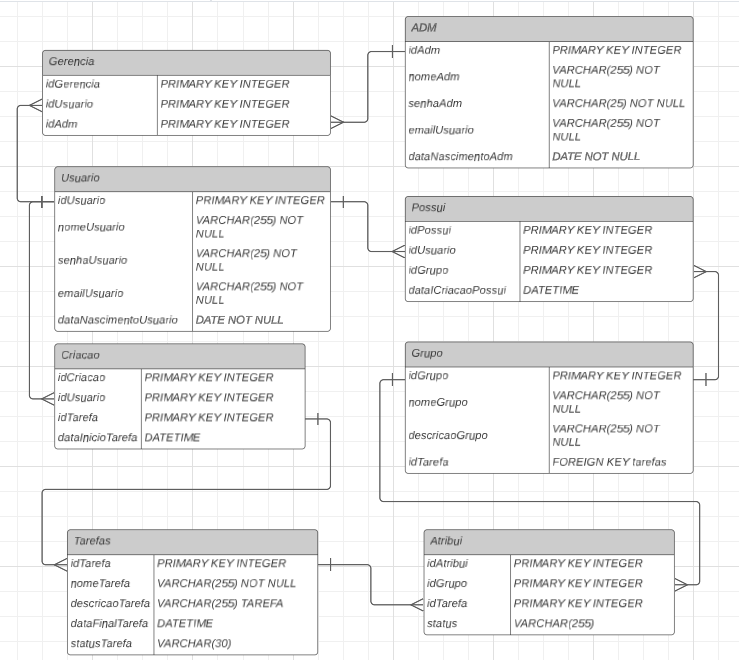 ADM
idAdm PRIMARY KEY INTEGER
nomeAdm VARCHAR(255) NOT
NULL
senhaAdm VARCHAR(25) NOT NULL
emailUsuario VARCHAR(255) NOT
NULL
dataNascimentoAdm DATE NOT NULL
Gerencia
idGerencia PRIMARY KEY INTEGER
idUsuario PRIMARY KEY INTEGER
idAdm PRIMARY KEY INTEGER
Usuario
idUsuario PRIMARY KEY INTEGER
nomeUsuario VARCHAR(255) NOT
NULL
senhaUsuario VARCHAR(25) NOT
NULL
emailUsuario VARCHAR(255) NOT
NULL
dataNascimentoUsuario DATE NOT NULL
Possui
idPossui PRIMARY KEY INTEGER
idUsuario PRIMARY KEY INTEGER
idGrupo PRIMARY KEY INTEGER
dataICriacaoPossui DATETIME
Criacao
idCriacao PRIMARY KEY INTEGER
idUsuario PRIMARY KEY INTEGER
idTarefa PRIMARY KEY INTEGER
dataInicioTarefa DATETIME
Grupo
idGrupo PRIMARY KEY INTEGER
nomeGrupo VARCHAR(255) NOT
NULL
descricaoGrupo VARCHAR(255) NOT
NULL
idTarefa FOREIGN KEY tarefas
Tarefas
idTarefa PRIMARY KEY INTEGER
nomeTarefa VARCHAR(255) NOT NULL
descricaoTarefa VARCHAR(255) TAREFA
dataFinalTarefa DATETIME
statusTarefa VARCHAR(30)
Atribui
idAtribui PRIMARY KEY INTEGER
idGrupo PRIMARY KEY INTEGER
idTarefa PRIMARY KEY INTEGER
status VARCHAR(255)